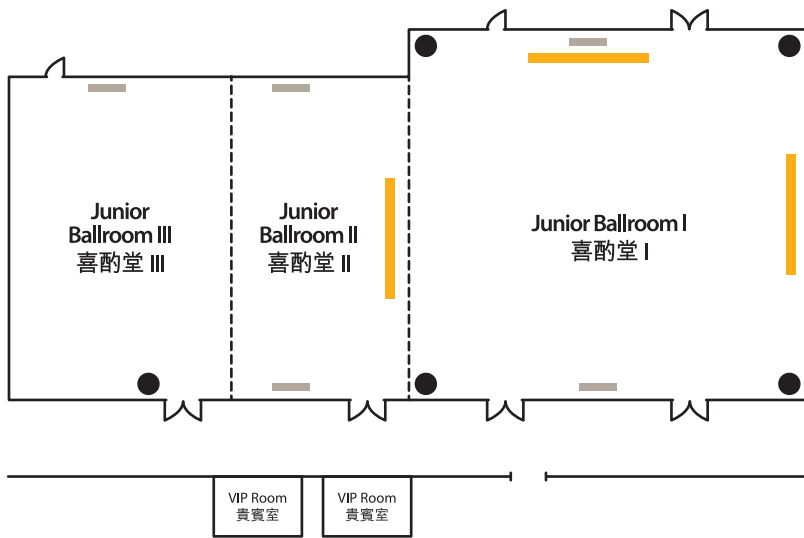 Junior
Ballroom III
喜酌堂 III
Junior
Ballroom II
喜酌堂 II
Junior Ballroom I
喜酌堂 I
VIP Room
貴賓室
VIP Room
貴賓室